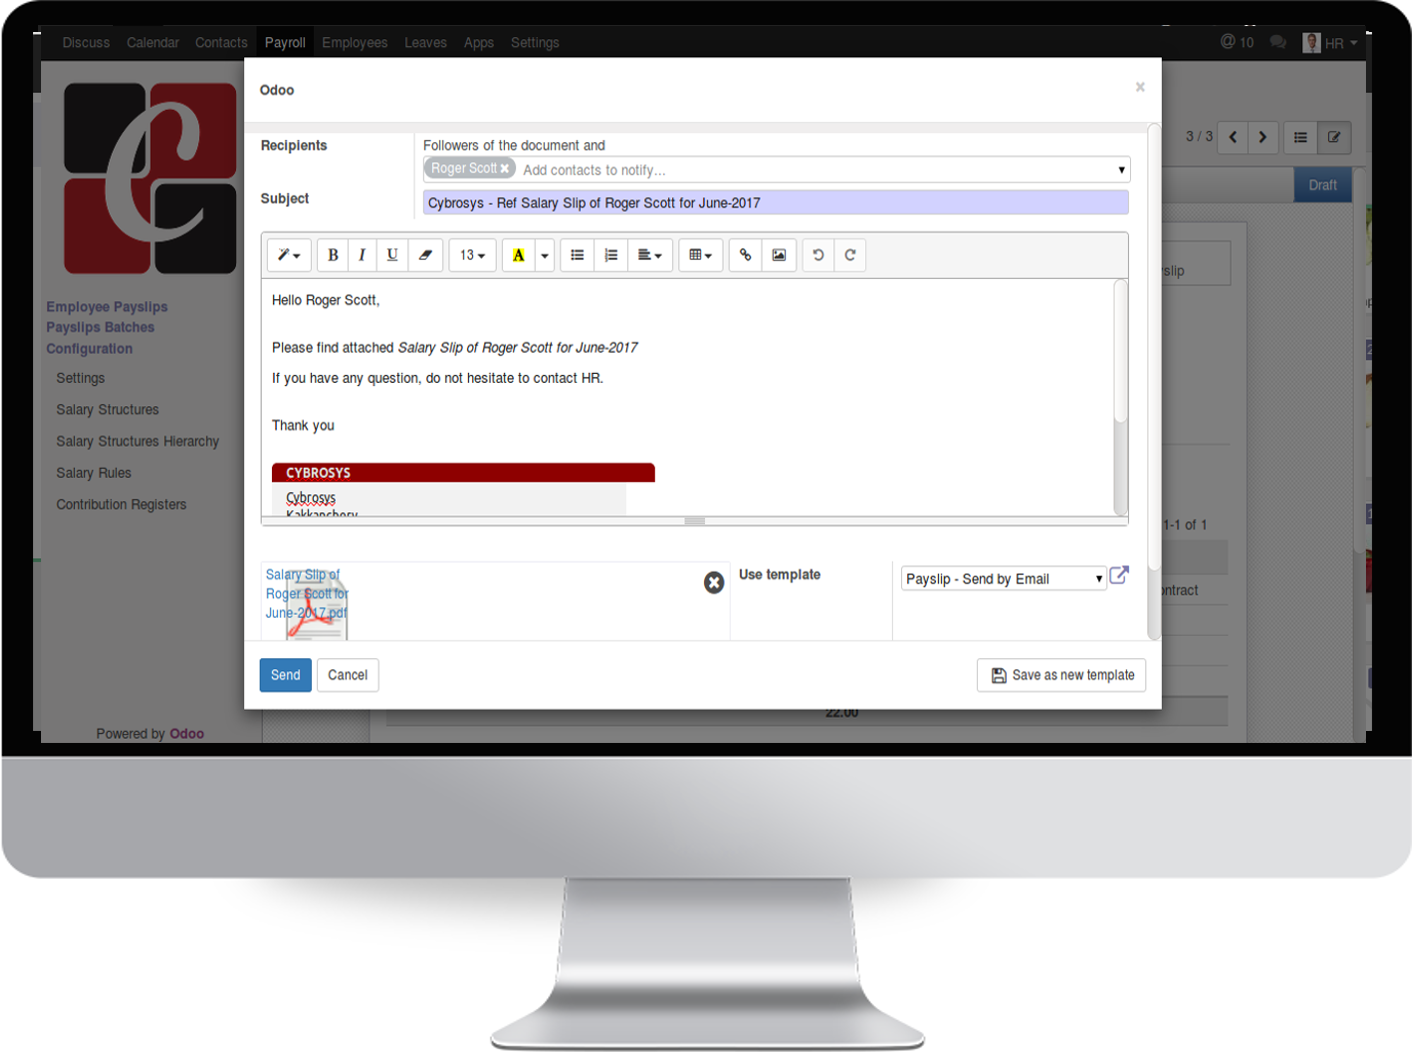 Discuss Calendar Contacts Payroll Employees Leaves Apps Settings
@ 10 HR
C
Odoo ×
3 / 3
Recipients
Followers of the document and
Roger Scott × Add contacts to notify...
Subject
Cybrosys - Ref Salary Slip of Roger Scott for June-2017
Draft
B I U 13 A
Hello Roger Scott,
Please find attached Salary Slip of Roger Scott for June-2017
If you have any question, do not hesitate to contact HR.
Thank you
CYBROSYS
Cybrosys
Kakkanchery
Employee Payslips
Payslips Batches
Configuration
Settings
Salary Structures
Salary Structures Hierarchy
Salary Rules
Contribution Registers
Powered by Odoo
slip
1-1 of 1
ontract
Salary Slip of
Roger Scott for
June-2017.pdf
Use template
Payslip - Send by Email
Send Cancel
Save as new template
22.00